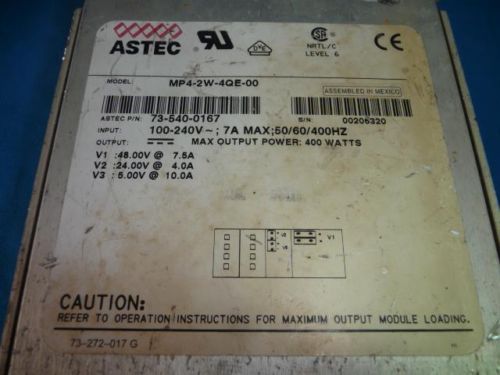 ASTEC
NRTL/C
LEVEL 6
MODEL: MP4-2W-4QE-00
ASSEMBLED IN MEXICO
ASTEC P/N: 73-540-0167
S/N: 00206320
INPUT: 100-240V~; 7A MAX;50/60/400HZ
OUTPUT: MAX OUTPUT POWER: 400 WATTS
V1 :48.00V @ 7.5A
V2 :24.00V @ 4.0A
V3 : 5.00V @ 10.0A
V1
CAUTION:
REFER TO OPERATION INSTRUCTIONS FOR MAXIMUM OUTPUT MODULE LOADING.
73-272-017 G